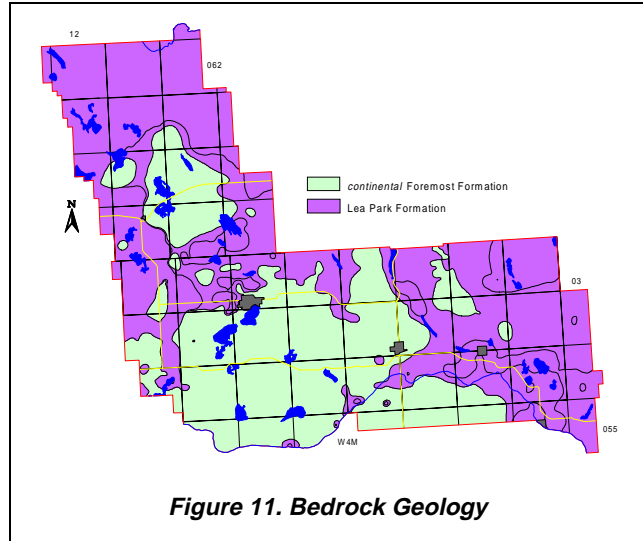 12
062
continental Foremost Formation
Lea Park Formation
N
03
W4M
055
Figure 11. Bedrock Geology